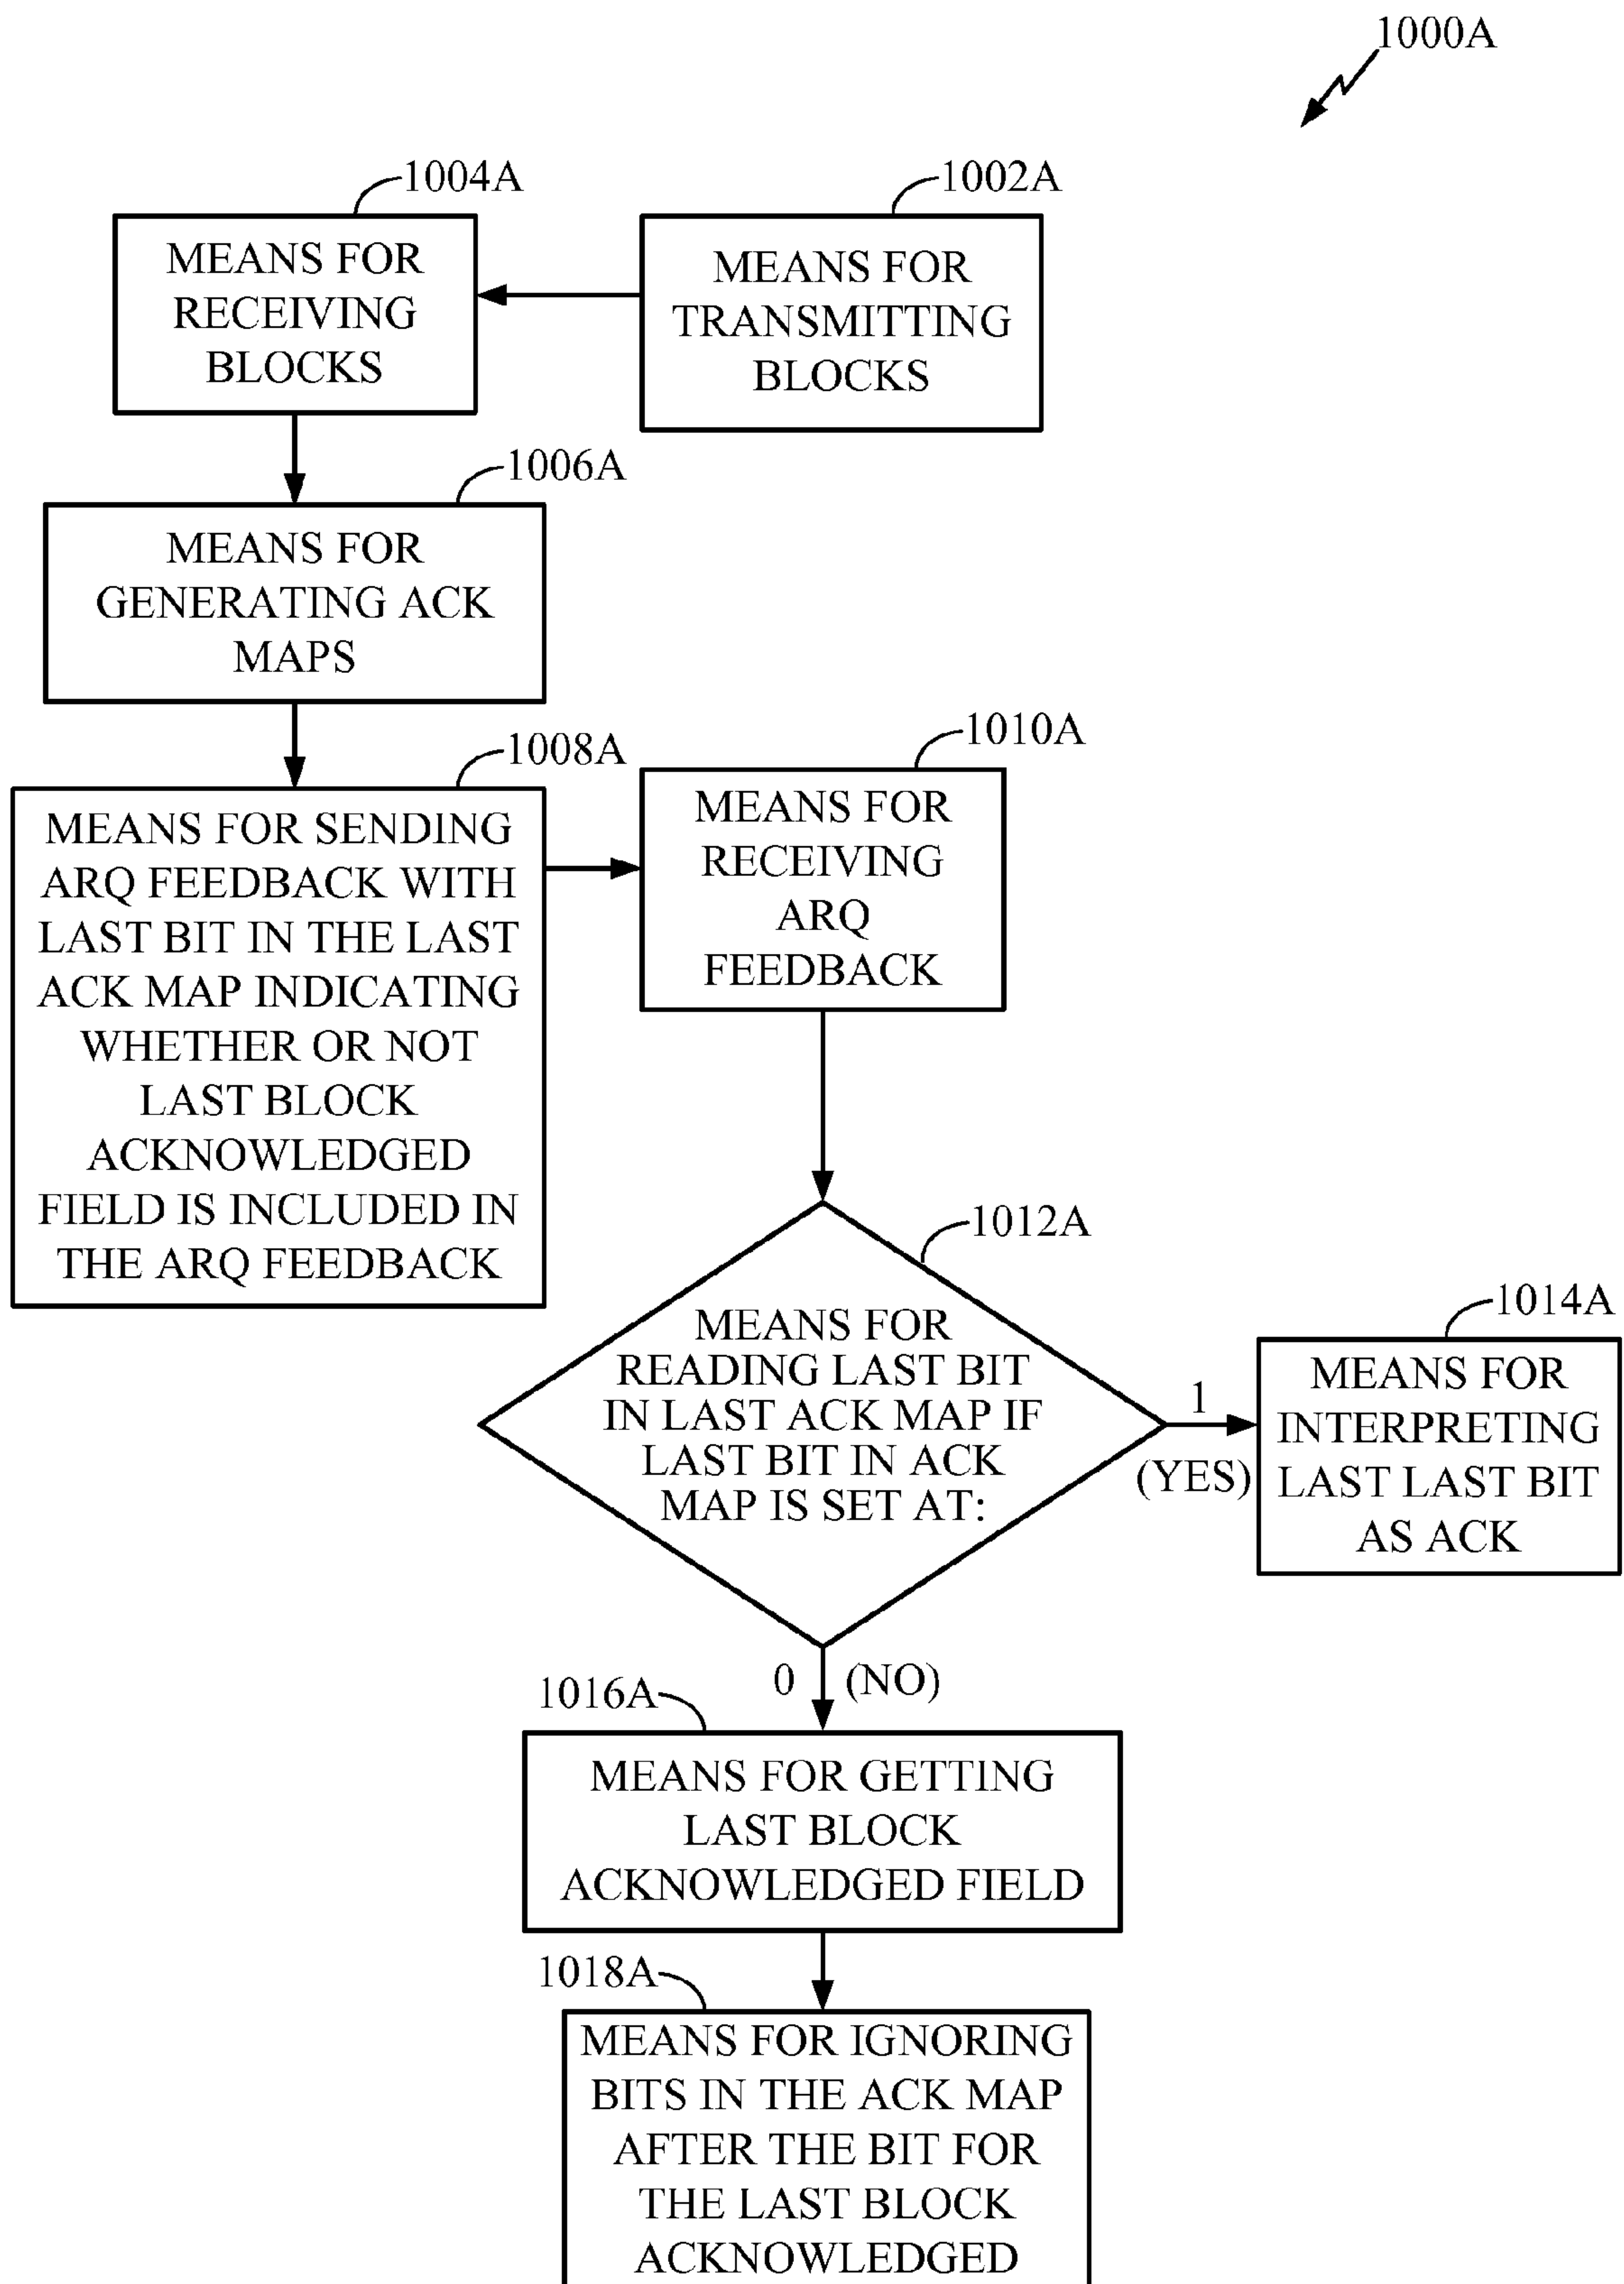 1000A
1004A
MEANS FOR
RECEIVING
BLOCKS
1002A
MEANS FOR
TRANSMITTING
BLOCKS
1006A
MEANS FOR
GENERATING ACK
MAPS
1008A
MEANS FOR SENDING
ARQ FEEDBACK WITH
LAST BIT IN THE LAST
ACK MAP INDICATING
WHETHER OR NOT
LAST BLOCK
ACKNOWLEDGED
FIELD IS INCLUDED IN
THE ARQ FEEDBACK
1010A
MEANS FOR
RECEIVING
ARQ
FEEDBACK
1012A
MEANS FOR
READING LAST BIT
IN LAST ACK MAP IF
LAST BIT IN ACK
MAP IS SET AT:
1
(YES)
1014A
MEANS FOR
INTERPRETING
LAST LAST BIT
AS ACK
0 (NO)
1016A
MEANS FOR GETTING
LAST BLOCK
ACKNOWLEDGED FIELD
1018A
MEANS FOR IGNORING
BITS IN THE ACK MAP
AFTER THE BIT FOR
THE LAST BLOCK
ACKNOWLEDGED